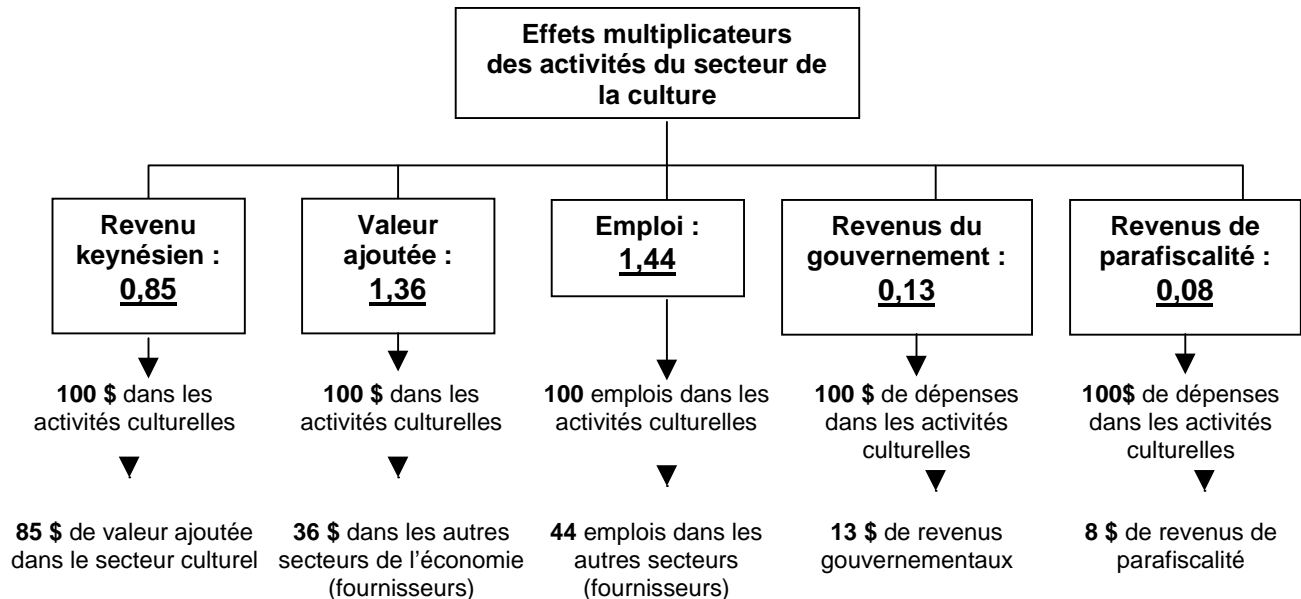 Effets multiplicateurs
des activités du secteur de
la culture
Revenu
keynésien :
0,85
Valeur
ajoutée :
1,36
Emploi :
1,44
Revenus du
gouvernement :
0,13
Revenus de
parafiscalité :
0,08
100 $ dans les
activités culturelles
100 $ dans les
activités culturelles
100 emplois dans les
activités culturelles
100 $ de dépenses
dans les activités
culturelles
100$ de dépenses
dans les activités
culturelles
85 $ de valeur ajoutée
dans le secteur culturel
36 $ dans les autres
secteurs de l’économie
(fournisseurs)
44 emplois dans les
autres secteurs
(fournisseurs)
13 $ de revenus
gouvernementaux
8 $ de revenus de
parafiscalité